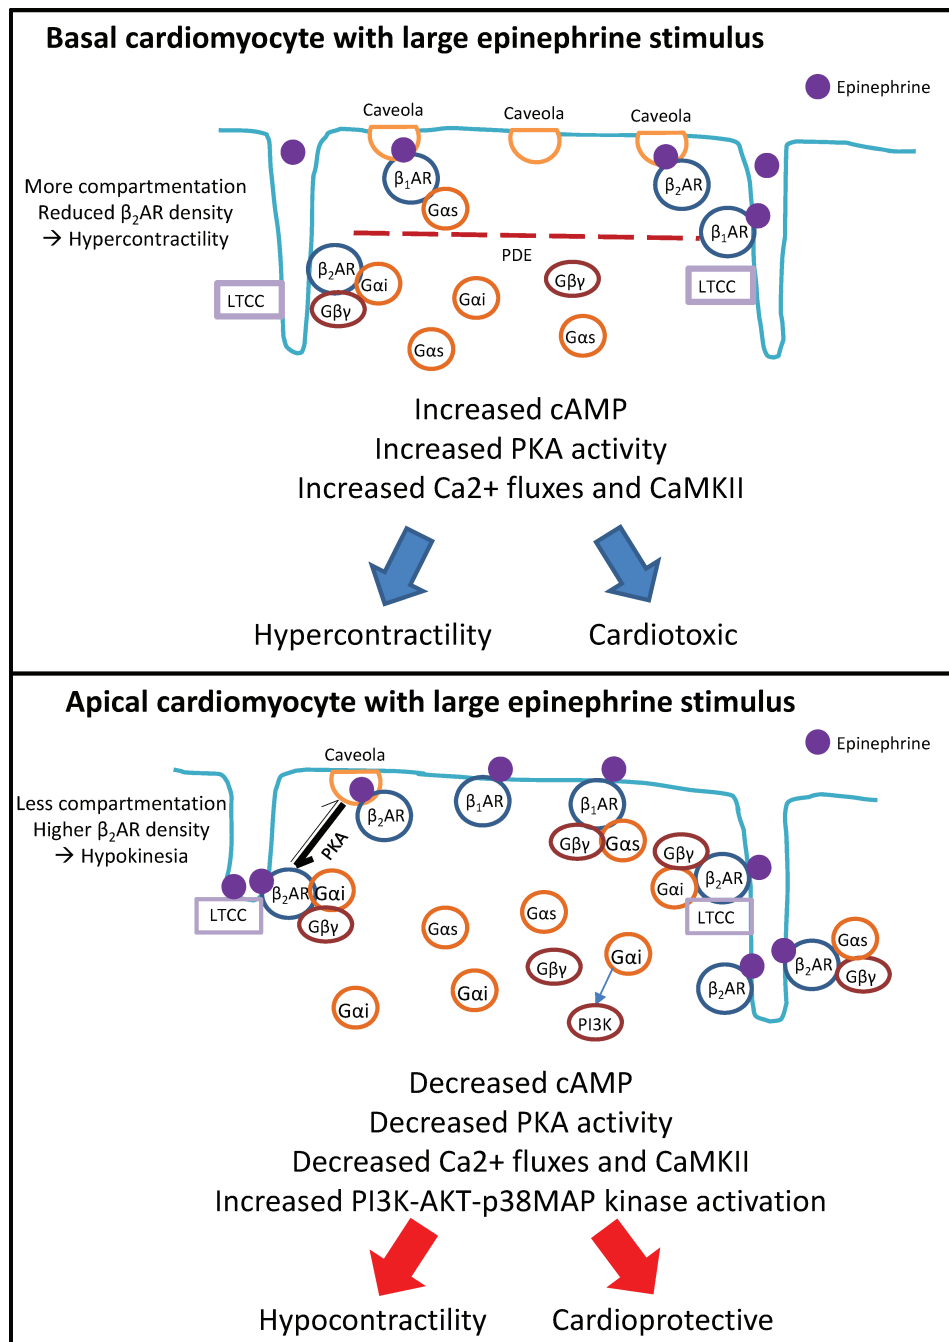 Basal cardiomyocyte with large epinephrine stimulus
Epinephrine
Caveola
Caveola
Caveola
More compartmentation
Reduced β₂AR density
→ Hypercontractility
β₁AR
Gαs
β₂AR
β₁AR
PDE
β₂AR
Gαi
Gβγ
LTCC
Gαi
Gβγ
LTCC
Gαs
Gαs
Increased cAMP
Increased PKA activity
Increased Ca2+ fluxes and CaMKII
Hypercontractility
Cardiotoxic
Apical cardiomyocyte with large epinephrine stimulus
Epinephrine
Caveola
Less compartmentation
Higher β₂AR density
→ Hypokinesia
β₂AR
PKA
β₁AR
β₁AR
Gβγ
Gαs
Gβγ
Gαi
β₂AR
LTCC
LTCC
β₂AR
Gαi
Gβγ
Gαs
Gαs
Gβγ
Gαi
PI3K
Gαi
Gαi
β₂AR
β₂AR
Gαs
Gβγ
Decreased cAMP
Decreased PKA activity
Decreased Ca2+ fluxes and CaMKII
Increased PI3K-AKT-p38MAP kinase activation
Hypocontractility
Cardioprotective